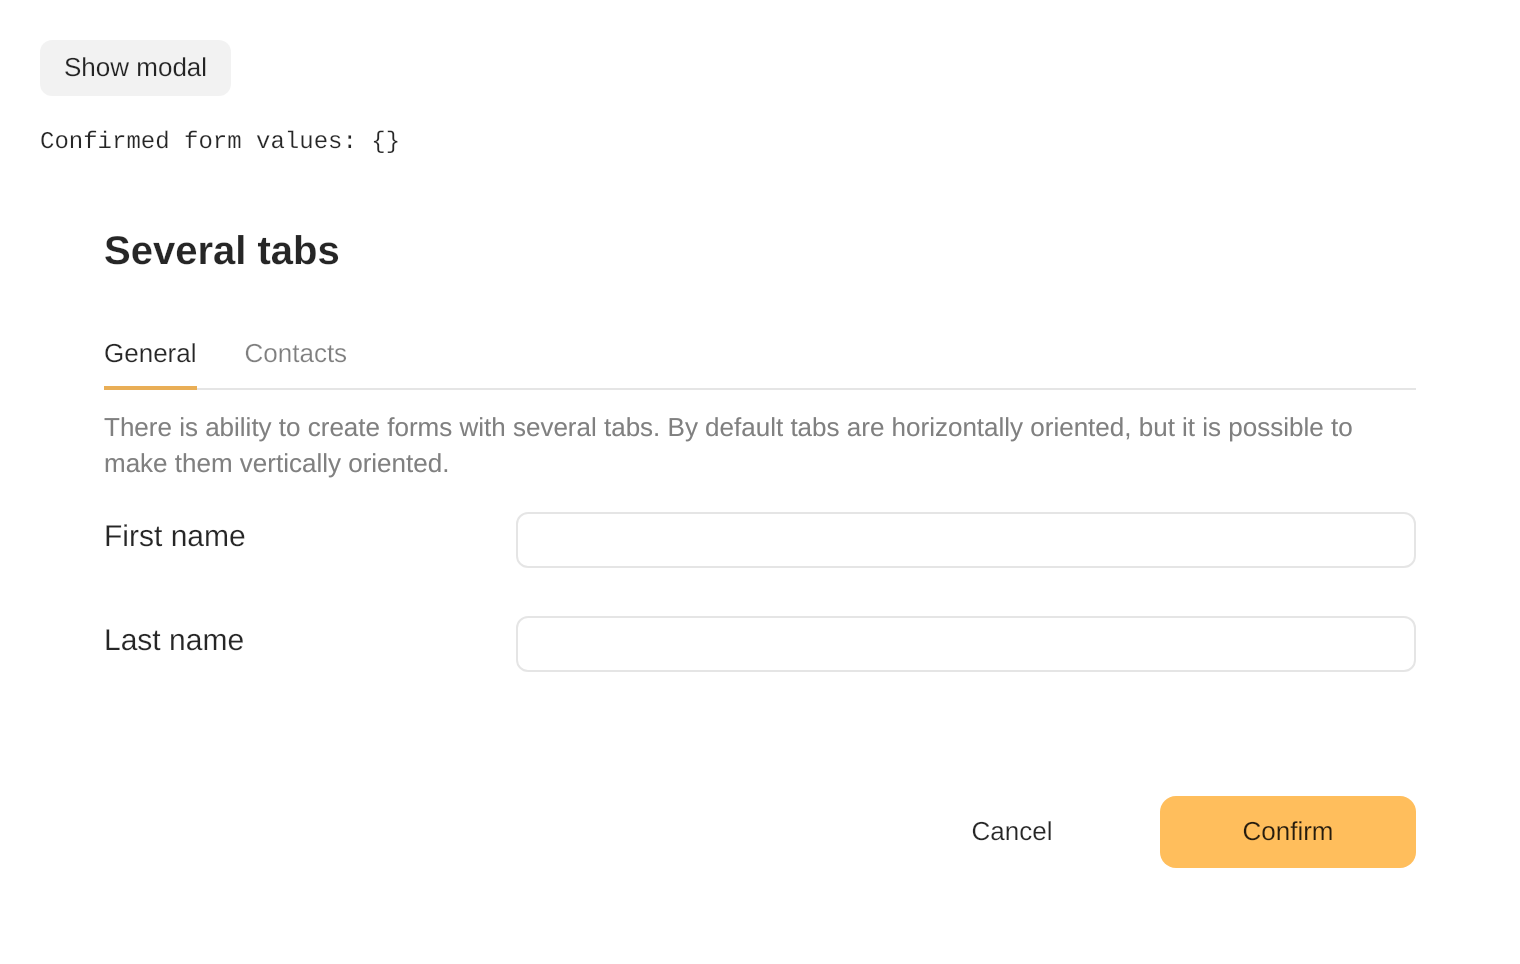 Show modal
Confirmed form values: {}
Several tabs
General Contacts
There is ability to create forms with several tabs. By default tabs are horizontally oriented, but it is possible to
make them vertically oriented.
First name
Last name
Cancel Confirm